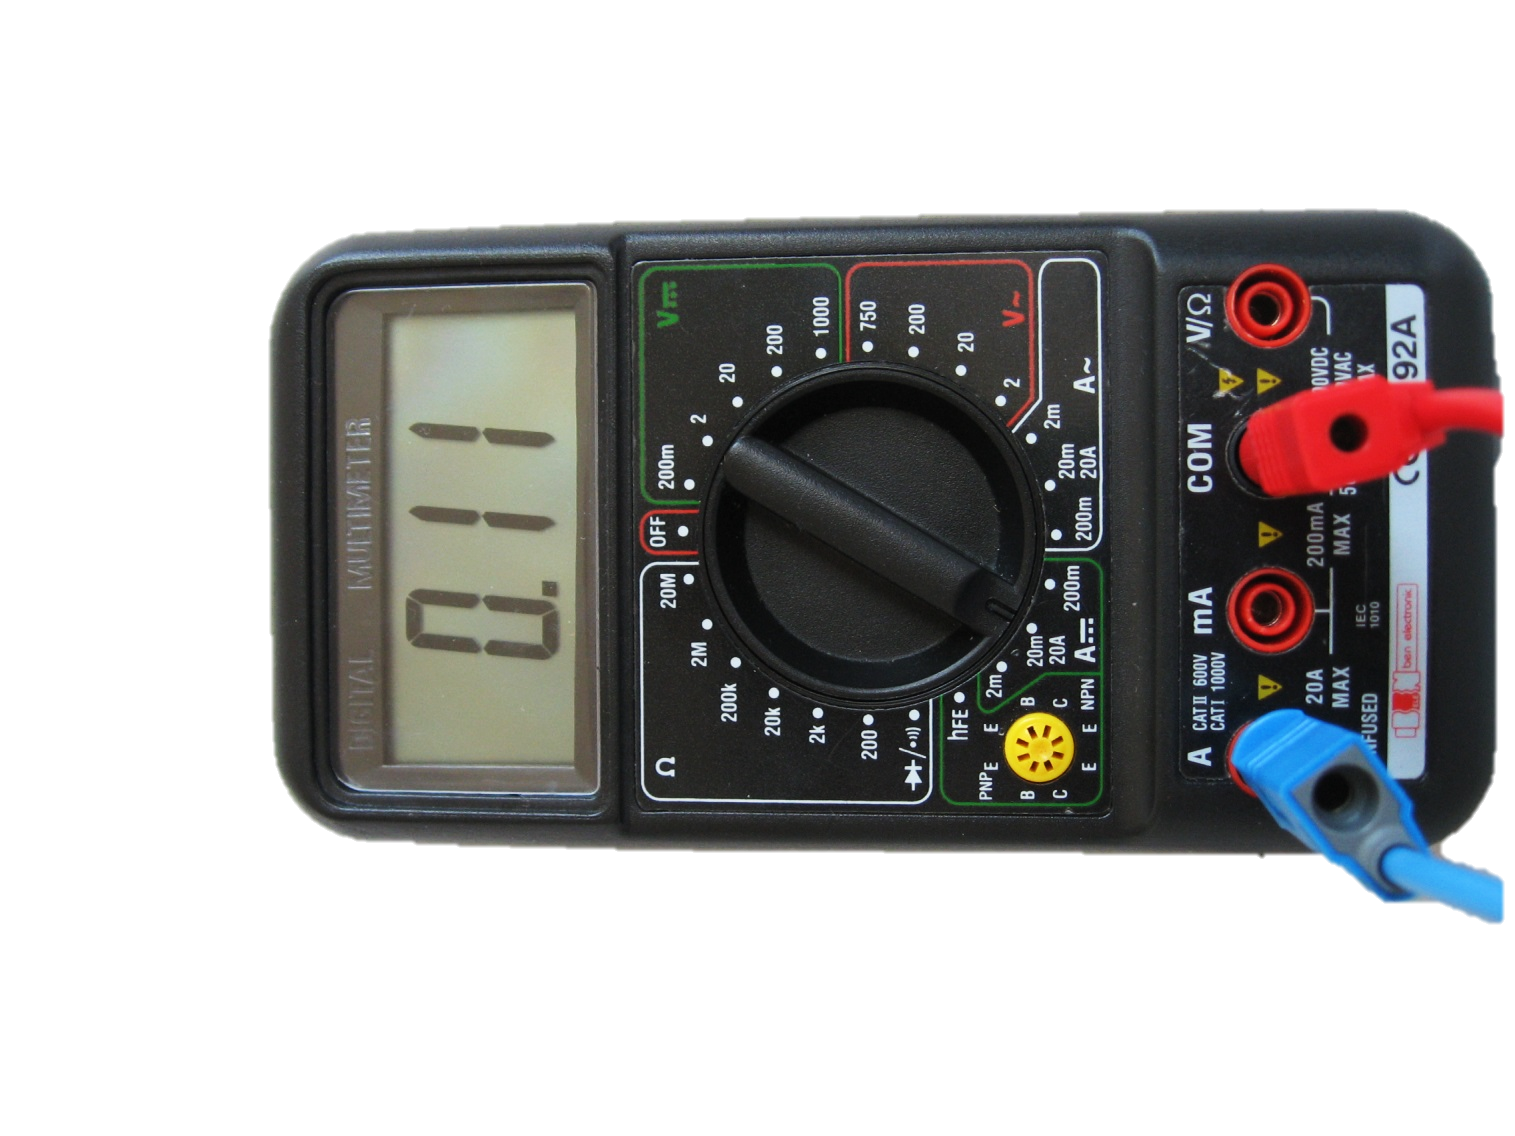 DIGITAL MULTIMETER
0.11
V⎓
200m
2
20
200
1000
750
200
20
2
V~
2m
20m
20A
200m
A~
200m
20m
20A
2m
A⎓
hFE
PNP
NPN
E
B
C
E
E
B
C
E
OFF
20M
2M
200k
20k
2k
200
Ω
A
mA
COM
V/Ω
CAT II 600V
CAT I 1000V
20A
MAX
200mA
MAX
IEC
1010
ben electronic
92A